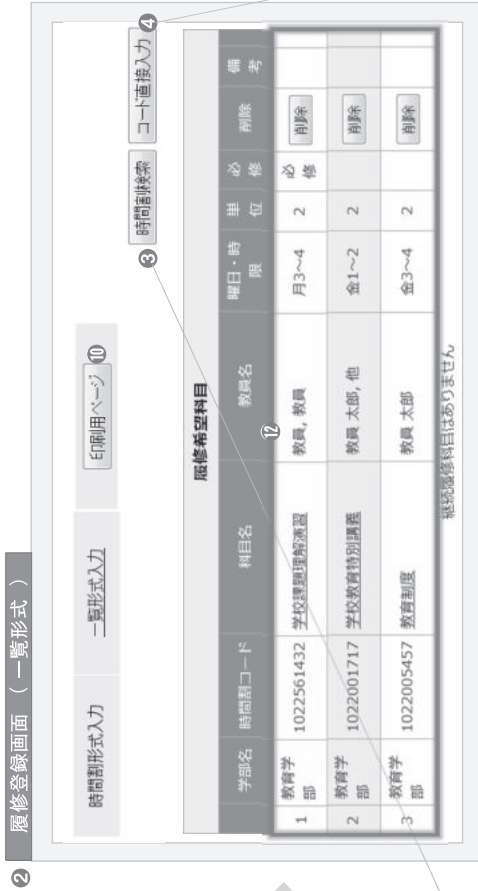 ❷ 履修登録画面 (一覧形式)
時間割形式入力 一覧形式入力 印刷用ページ ❿
❸ 時間割検索 コード直接入力 ❹
履修希望科目
学部名 時間割コード 科目名 教員名 曜日・時限 単位 必修 削除 備考
⓬
1 教育学部 1022561432 学校課題理解演習 教員, 教員 月3～4 2 必修 削除
2 教育学部 1022001717 学校教育特別講義 教員 太郎, 他 金1～2 2 削除
3 教育学部 1022005457 教育制度 教員 太郎 金3～4 2 削除
継続履修科目はありません